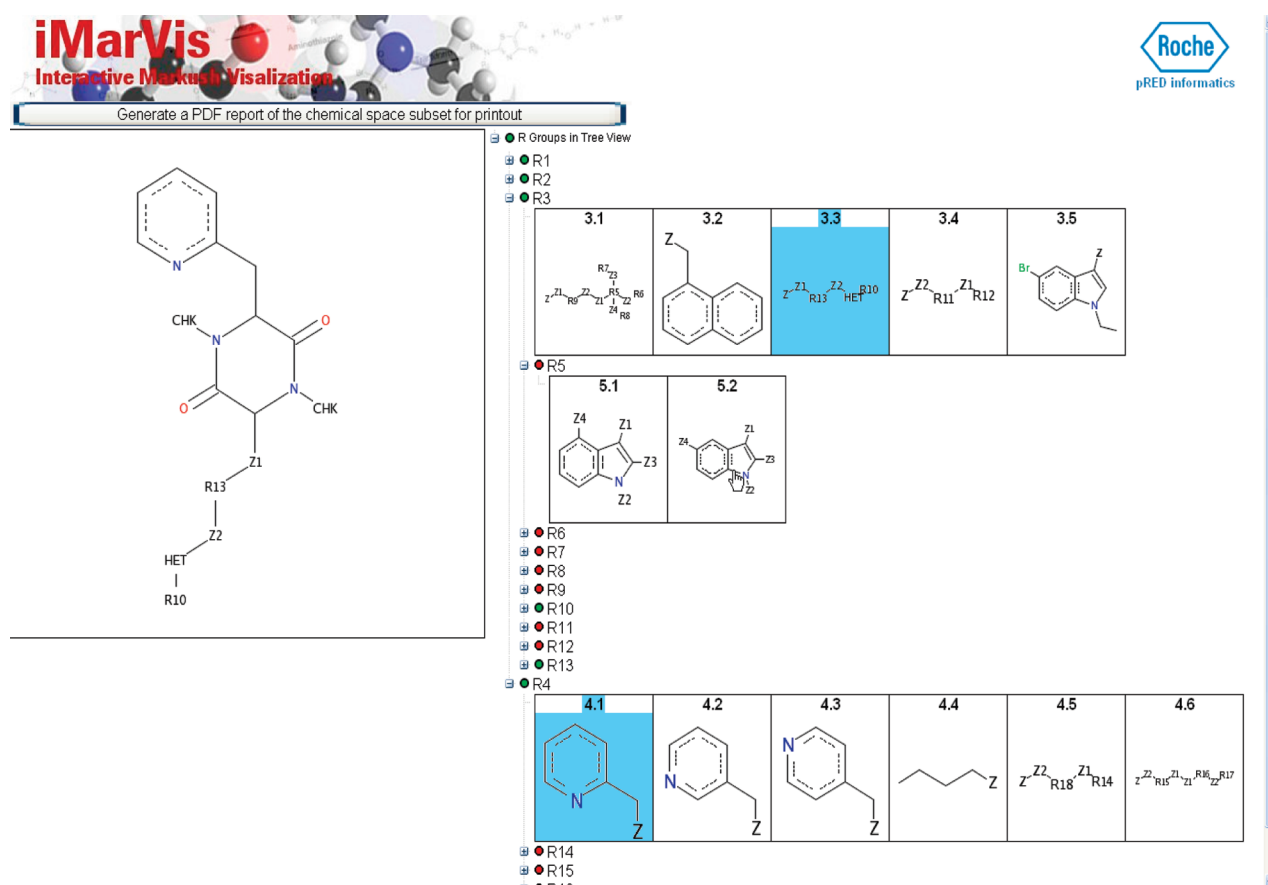 iMarVis
Interactive Markush Visalization
Aminothiazole
Roche
pRED informatics
Generate a PDF report of the chemical space subset for printout
N
CHK
N
O
O
N
CHK
Z1
R13
Z2
HET
R10
R Groups in Tree View
R1
R2
R3
3.1 3.2 3.3 3.4 3.5
Z Z1 R9 Z2 Z1 R5 Z2 R6 R7 Z3 Z4 R8
Z
Z Z1 R13 Z2 HET R10
Z Z2 R11 Z1 R12
Br Z N
R5
5.1 5.2
Z4 Z1 Z3 N Z2
Z4 Z1 Z3 N Z2
R6
R7
R8
R9
R10
R11
R12
R13
R4
4.1 4.2 4.3 4.4 4.5 4.6
N Z
N Z
N Z
Z
Z Z2 R18 Z1 R14
Z Z2 R15 Z1 Z1 R16 Z2 R17
R14
R15